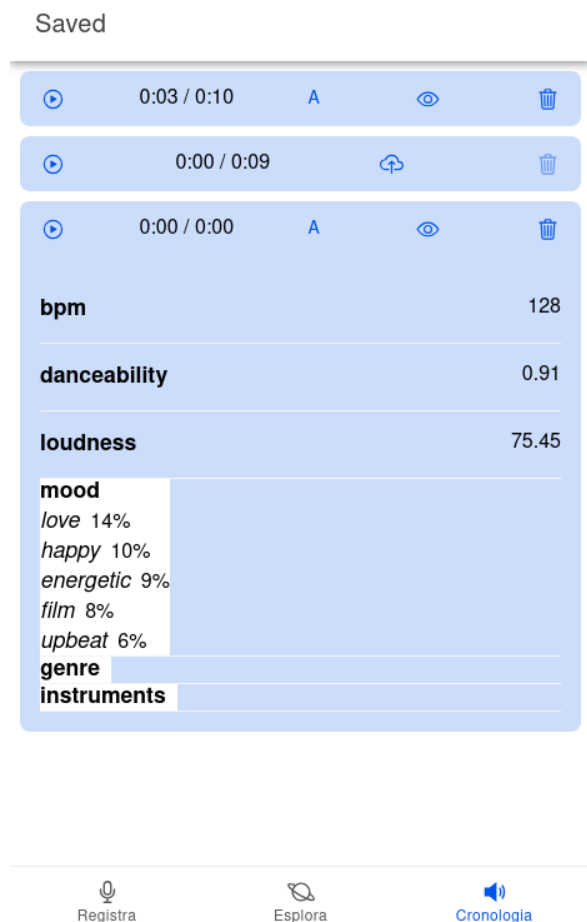 Saved
0:03 / 0:10 A
0:00 / 0:09
0:00 / 0:00 A
bpm 128
danceability 0.91
loudness 75.45
mood
love 14%
happy 10%
energetic 9%
film 8%
upbeat 6%
genre
instruments
Registra Esplora Cronologia